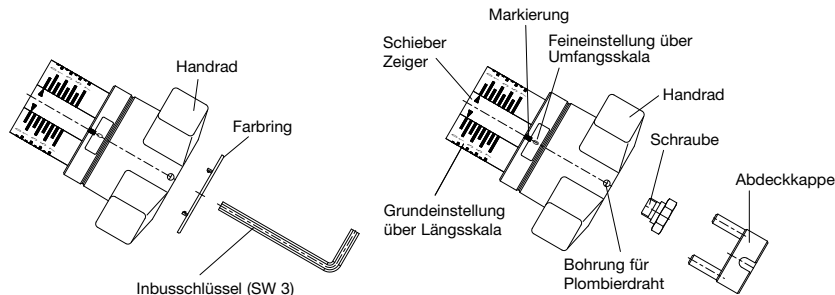 Handrad
Farbring
Inbusschlüssel (SW 3)
Markierung
Schieber
Zeiger
Feineinstellung über
Umfangsskala
Handrad
Schraube
Abdeckkappe
Grundeinstellung
über Längsskala
Bohrung für
Plombierdraht